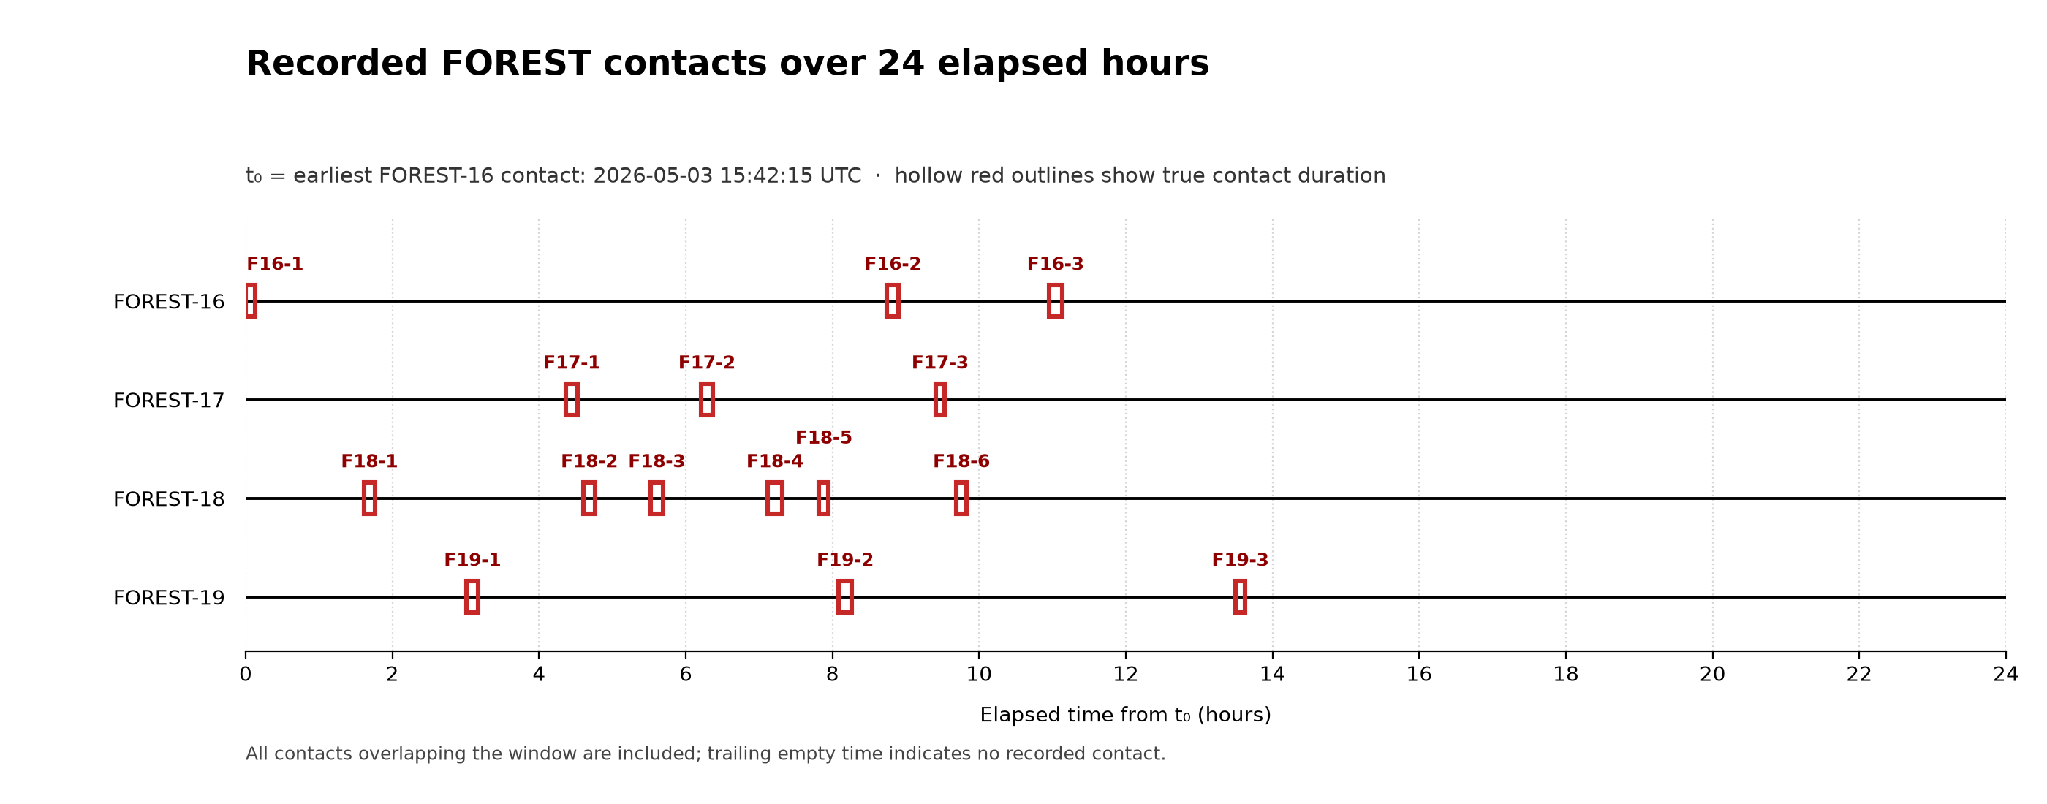 Recorded FOREST contacts over 24 elapsed hours
t₀ = earliest FOREST-16 contact: 2026-05-03 15:42:15 UTC · hollow red outlines show true contact duration
F16-1 F16-2 F16-3
FOREST-16
F17-1 F17-2 F17-3
FOREST-17
F18-5
F18-1 F18-2 F18-3 F18-4 F18-6
FOREST-18
F19-1 F19-2 F19-3
FOREST-19
0 2 4 6 8 10 12 14 16 18 20 22 24
Elapsed time from t₀ (hours)
All contacts overlapping the window are included; trailing empty time indicates no recorded contact.